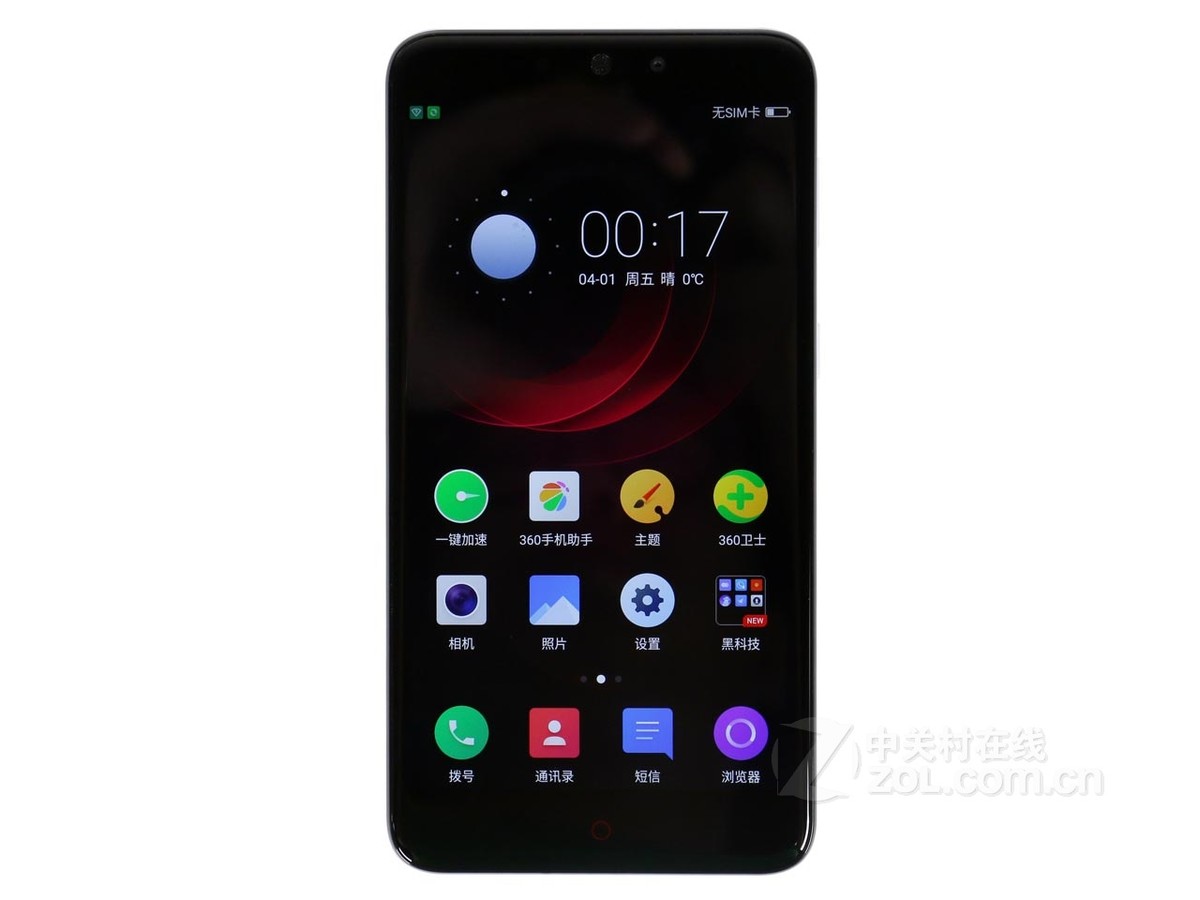 无SIM卡
00:17
04-01 周五 晴 0℃
一键加速 360手机助手 主题 360卫士
NEW
相机 照片 设置 黑科技
拨号 通讯录 短信 浏览器
中关村在线
ZOL.com.cn